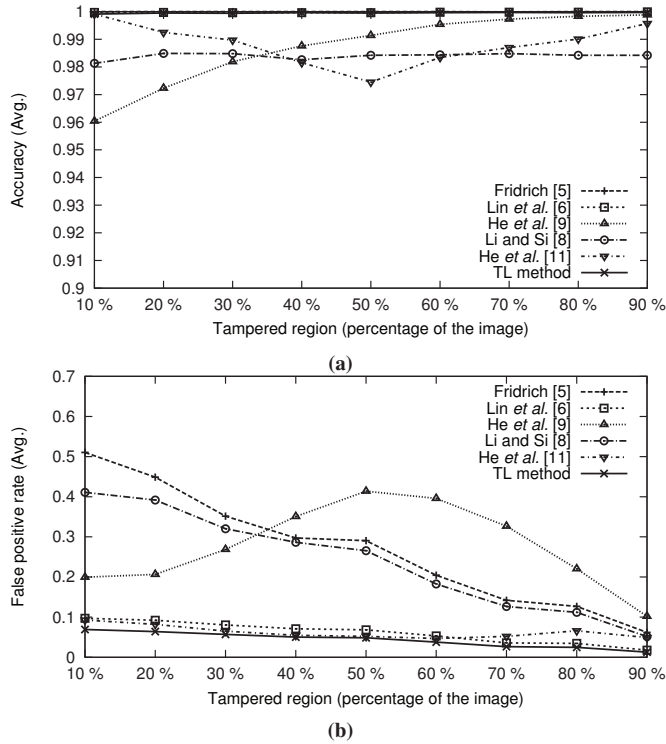 1
0.99
0.98
0.97
0.96
0.95
0.94
0.93
0.92
0.91
0.9
Accuracy (Avg.)
Fridrich [5]
Lin et al. [6]
He et al. [9]
Li and Si [8]
He et al. [11]
TL method
10 % 20 % 30 % 40 % 50 % 60 % 70 % 80 % 90 %
Tampered region (percentage of the image)
(a)
0.7
0.6
0.5
0.4
0.3
0.2
0.1
0
False positive rate (Avg.)
Fridrich [5]
Lin et al. [6]
He et al. [9]
Li and Si [8]
He et al. [11]
TL method
10 % 20 % 30 % 40 % 50 % 60 % 70 % 80 % 90 %
Tampered region (percentage of the image)
(b)